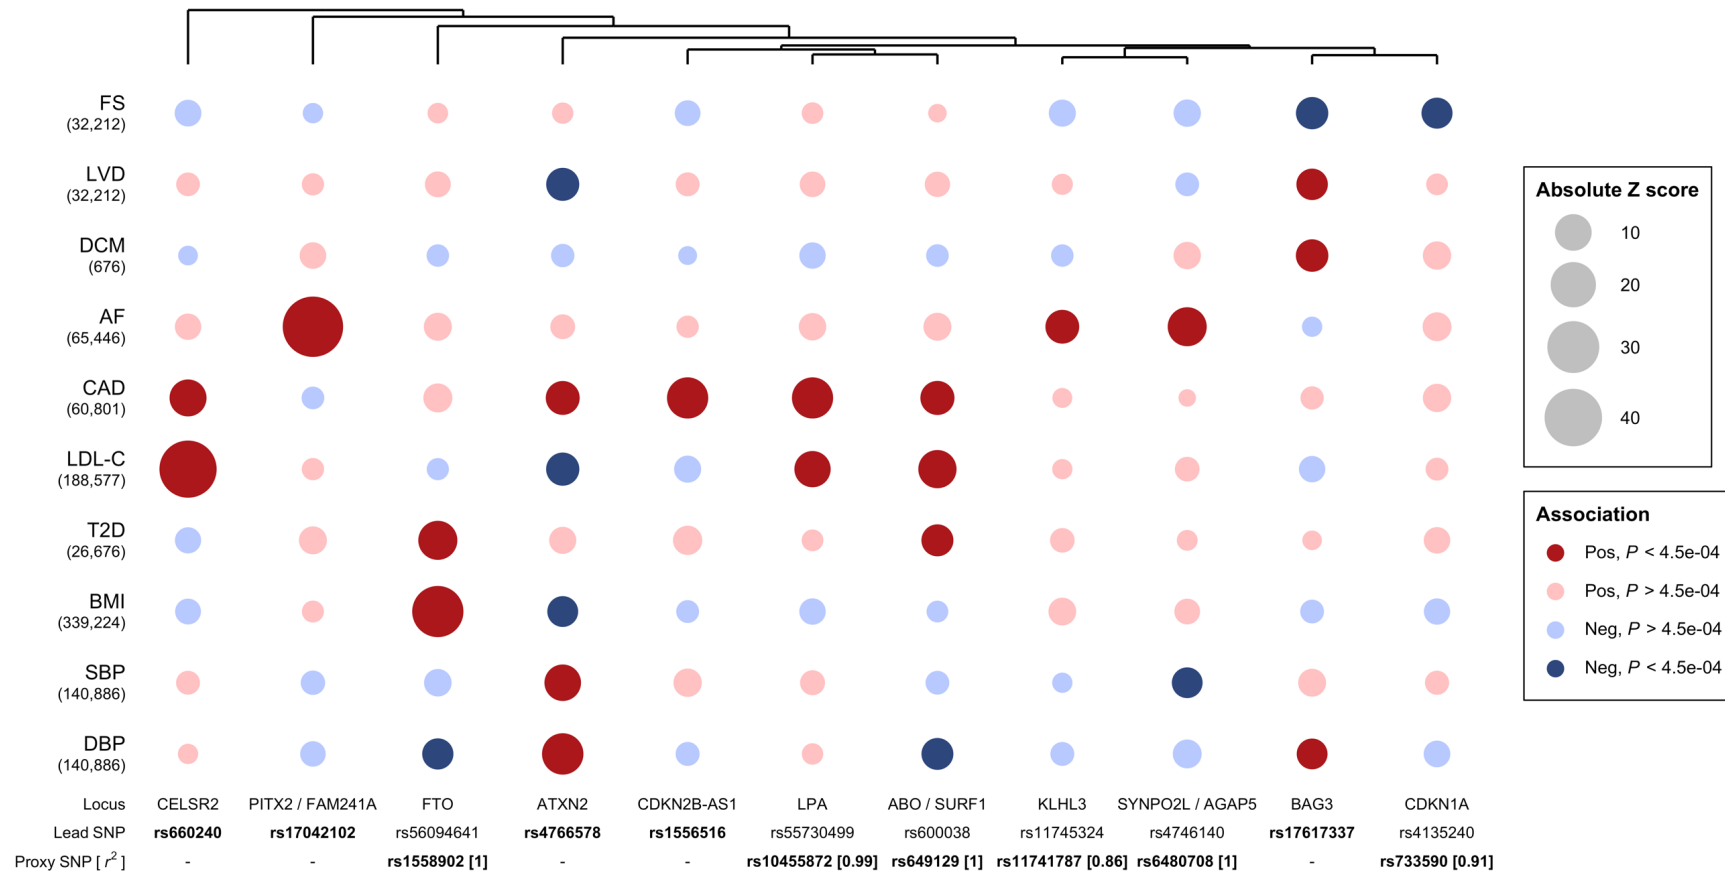 FS
(32,212)
LVD
(32,212)
DCM
(676)
AF
(65,446)
CAD
(60,801)
LDL-C
(188,577)
T2D
(26,676)
BMI
(339,224)
SBP
(140,886)
DBP
(140,886)
Locus CELSR2 PITX2 / FAM241A FTO ATXN2 CDKN2B-AS1 LPA ABO / SURF1 KLHL3 SYNPO2L / AGAP5 BAG3 CDKN1A
Lead SNP rs660240 rs17042102 rs56094641 rs4766578 rs1556516 rs55730499 rs600038 rs11745324 rs4746140 rs17617337 rs4135240
Proxy SNP [ r² ] - - rs1558902 [1] - - rs10455872 [0.99] rs649129 [1] rs11741787 [0.86] rs6480708 [1] - rs733590 [0.91]
Absolute Z score
10
20
30
40
Association
Pos, P < 4.5e-04
Pos, P > 4.5e-04
Neg, P > 4.5e-04
Neg, P < 4.5e-04